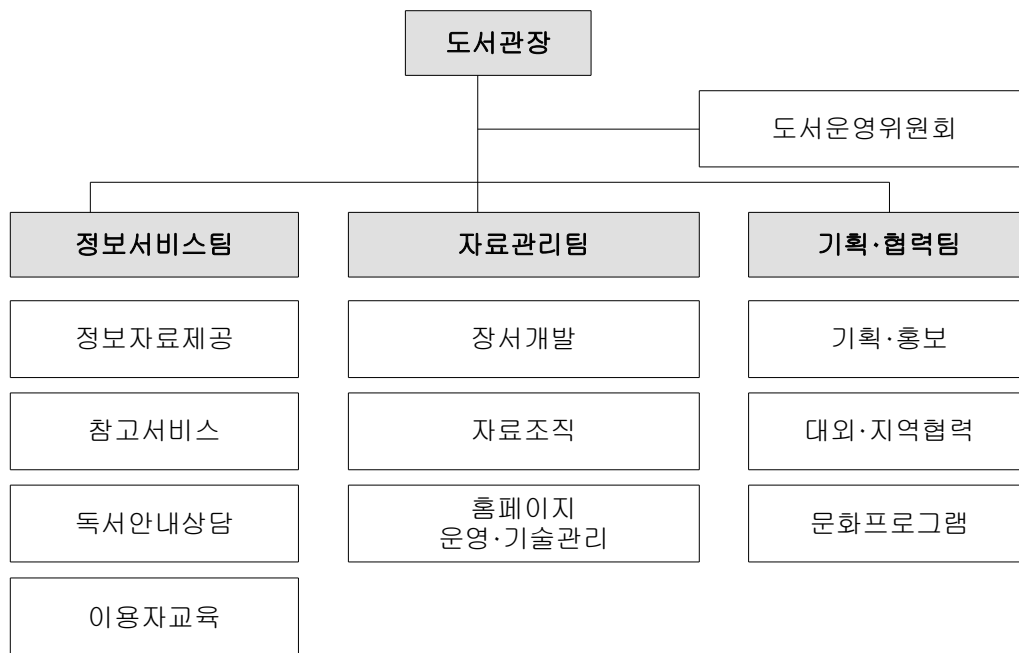 도서관장
도서운영위원회
정보서비스팀
자료관리팀
기획·협력팀
정보자료제공
장서개발
기획·홍보
참고서비스
자료조직
대외·지역협력
독서안내상담
홈페이지
운영·기술관리
문화프로그램
이용자교육